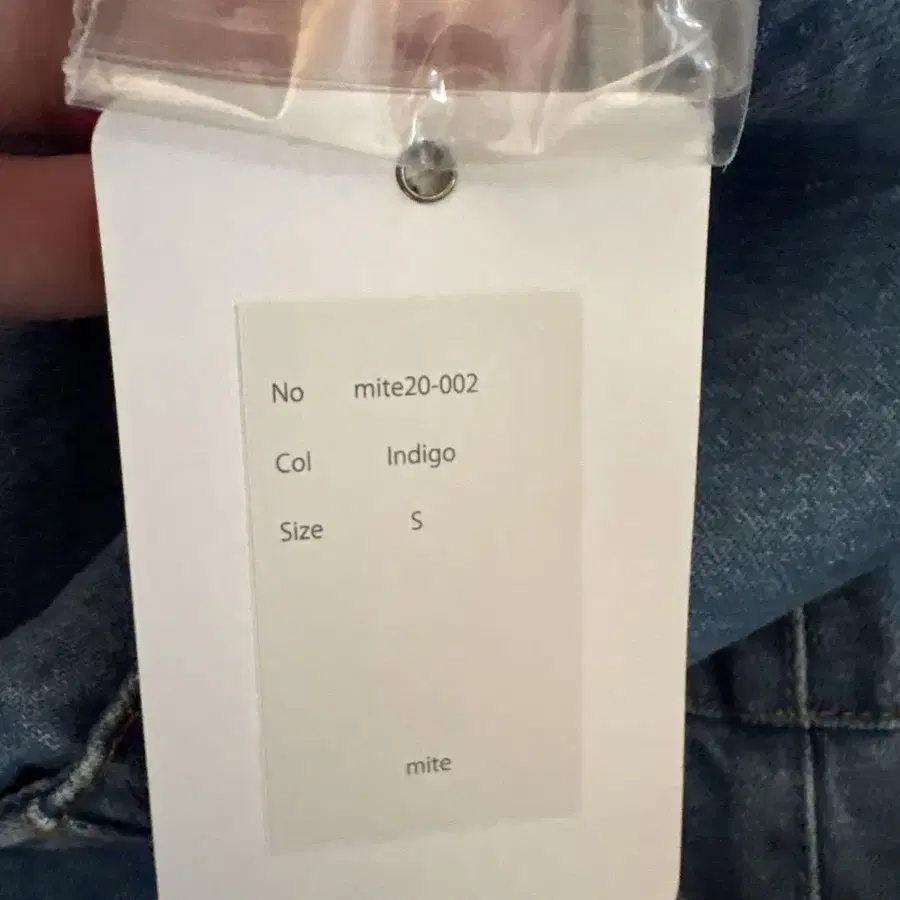 No mite20-002
Col Indigo
Size S
mite